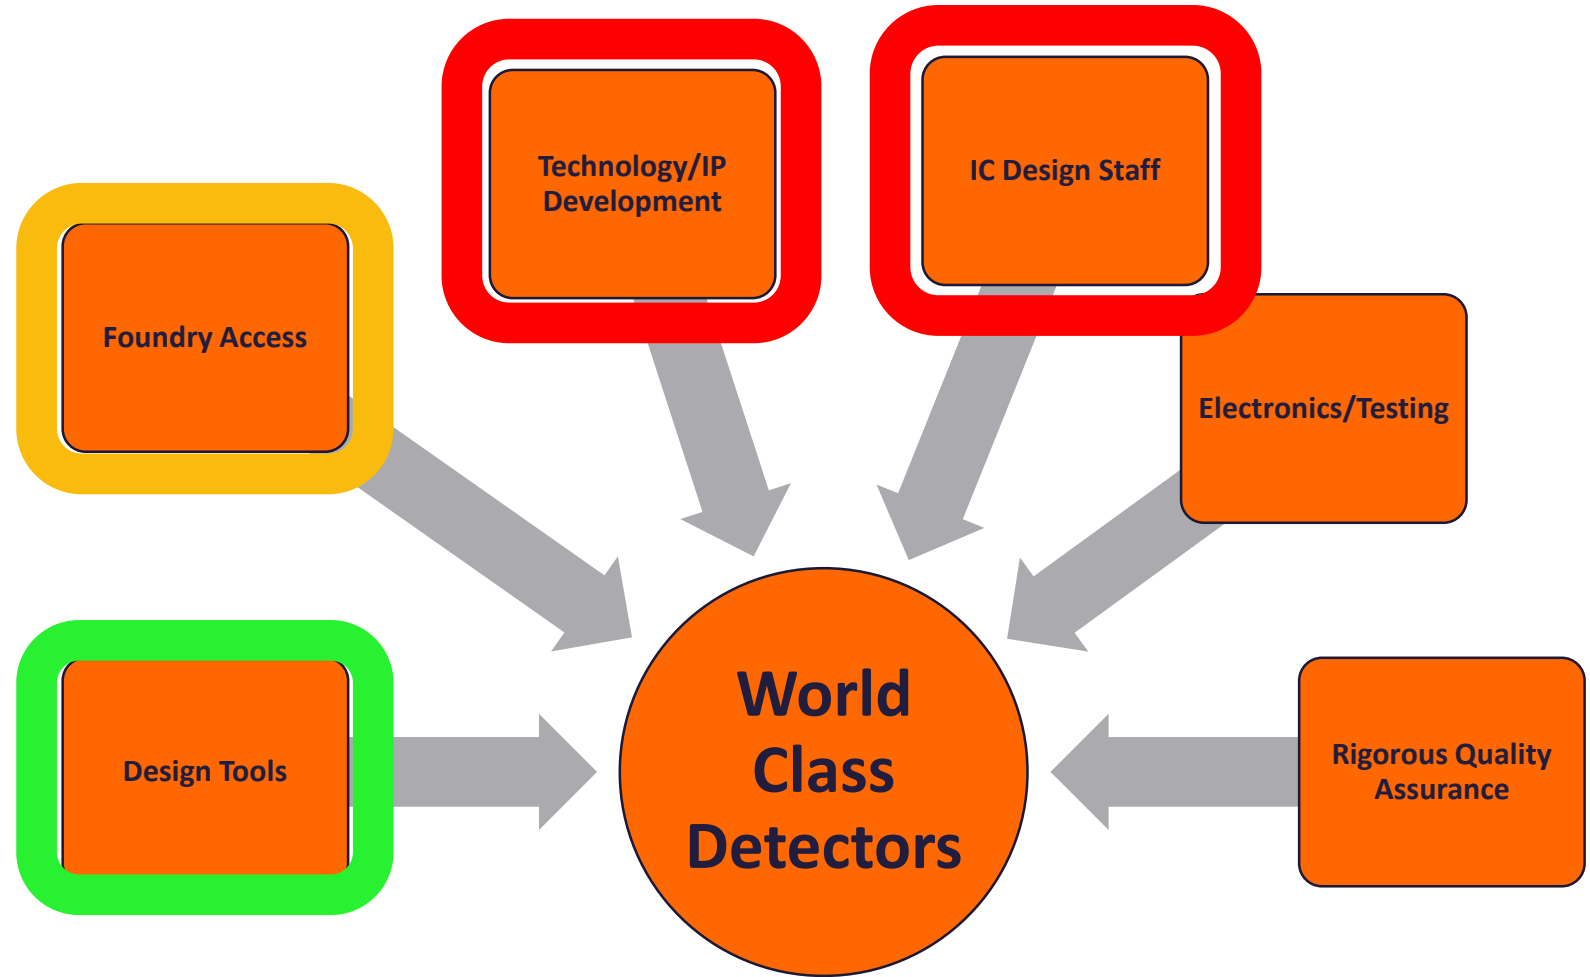 Technology/IP
Development
IC Design Staff
Foundry Access
Electronics/Testing
Design Tools
World
Class
Detectors
Rigorous Quality
Assurance